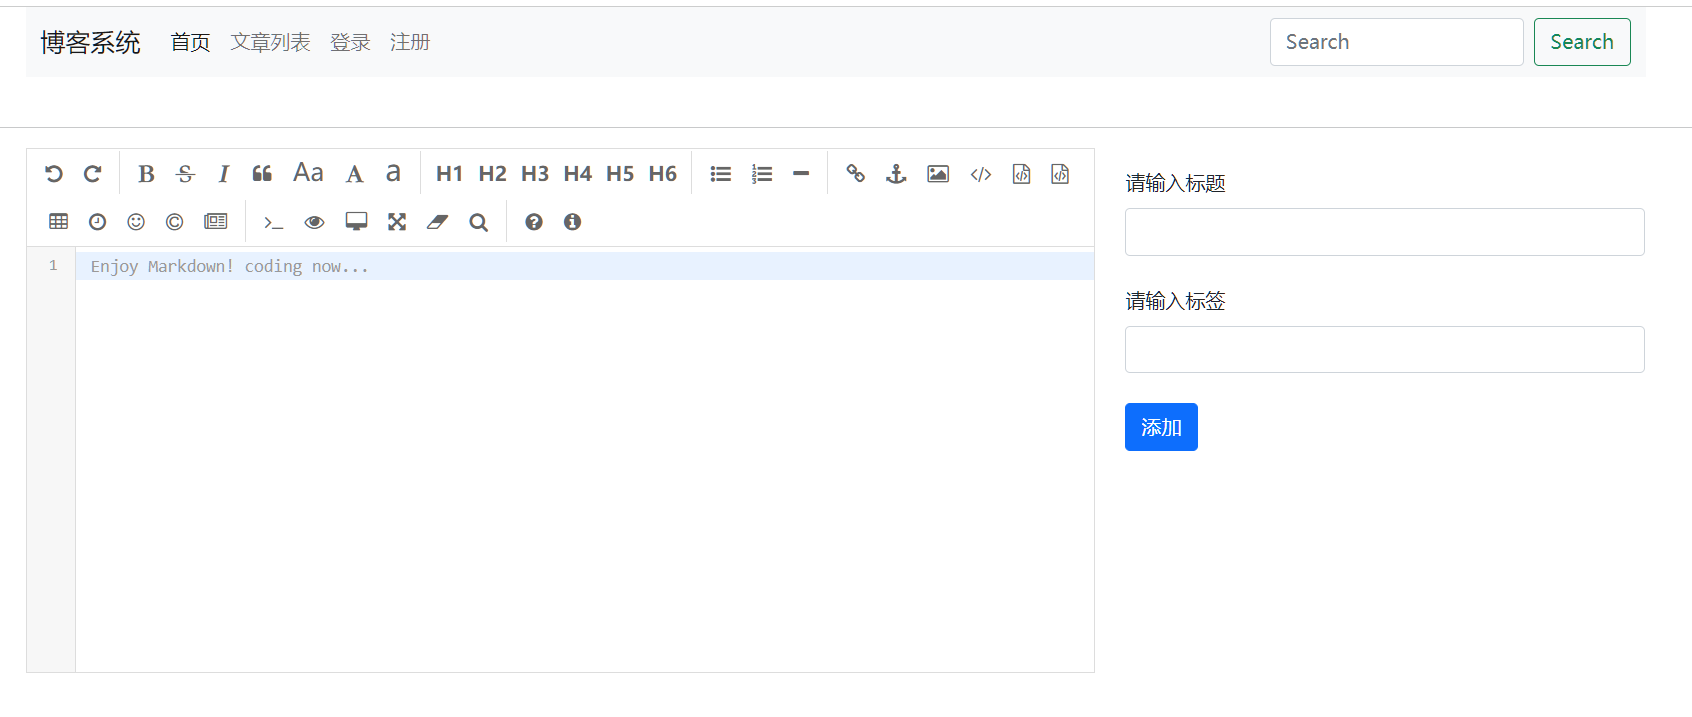 博客系统 首页 文章列表 登录 注册 Search Search
B S I Aa A a H1 H2 H3 H4 H5 H6
1 Enjoy Markdown! coding now...
请输入标题
请输入标签
添加